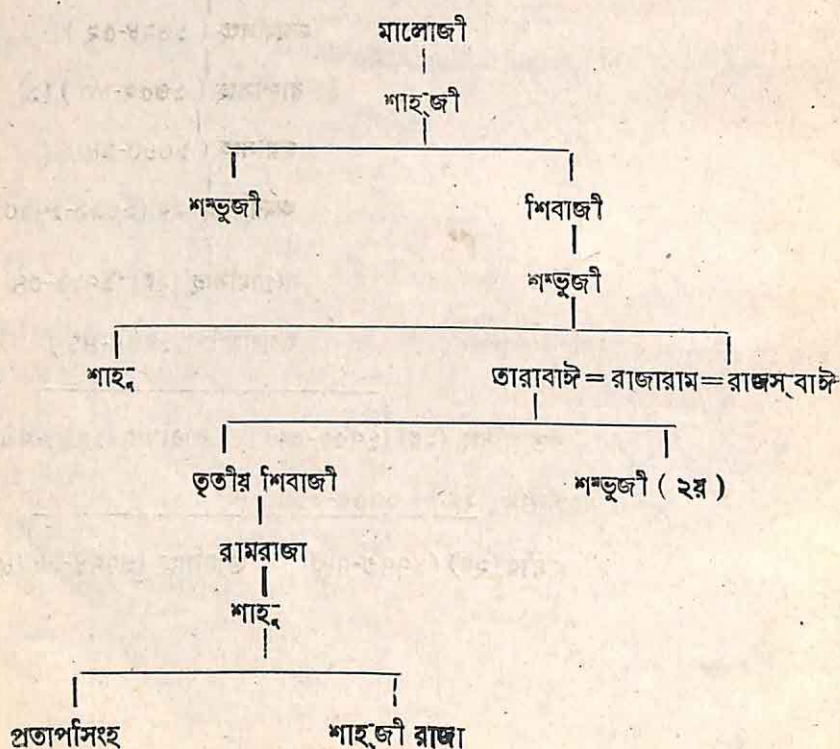 মালোজী
শাহূজী
শম্ভুজী শিবাজী
শম্ভুজী
শাহূ তারাবাঈ = রাজারাম = রাজস্‌বাঈ
তৃতীয় শিবাজী শম্ভুজী ( ২য় )
রামরাজা
শাহূ
প্রতাপসিংহ শাহূজী রাজা